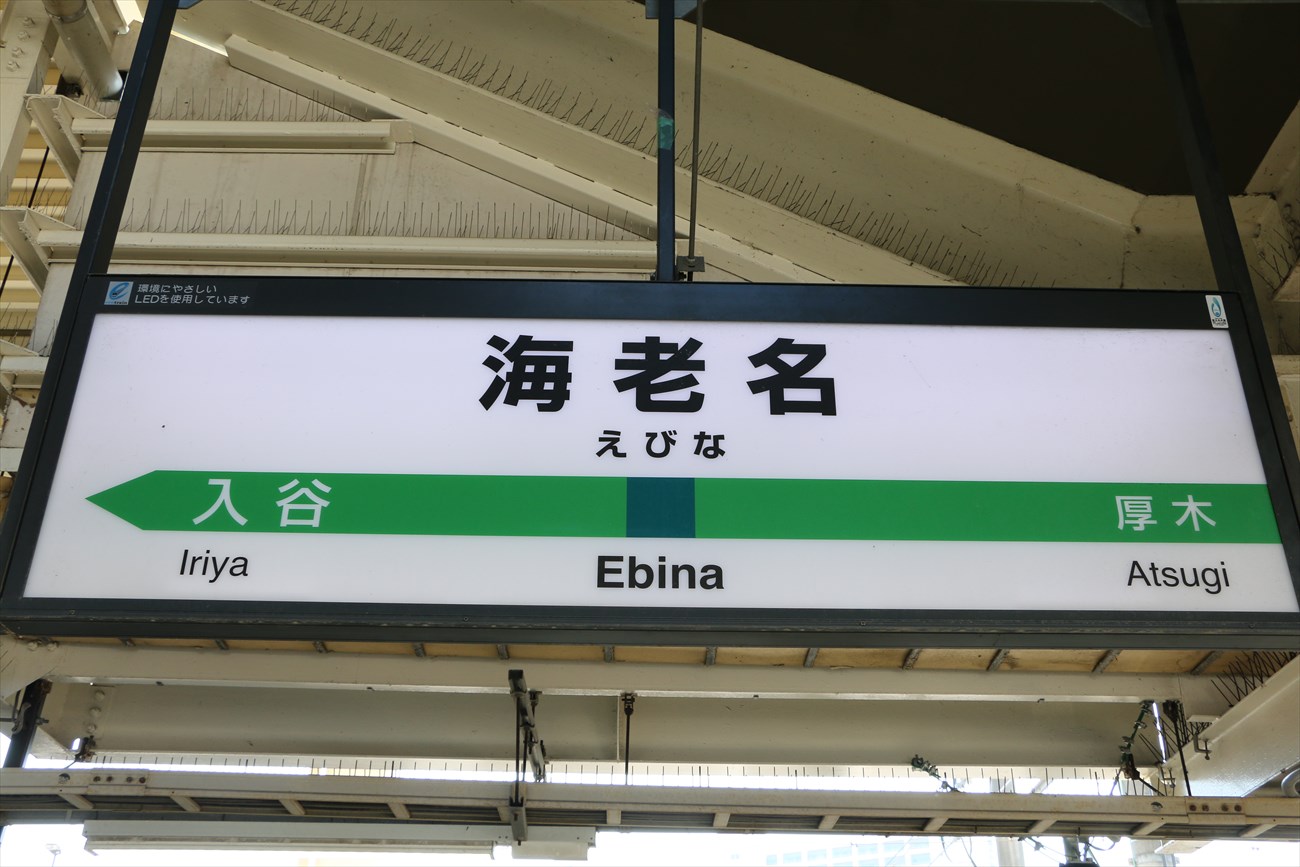 環境にやさしい
LEDを使用しています
海老名
えびな
入谷 厚木
Iriya Ebina Atsugi